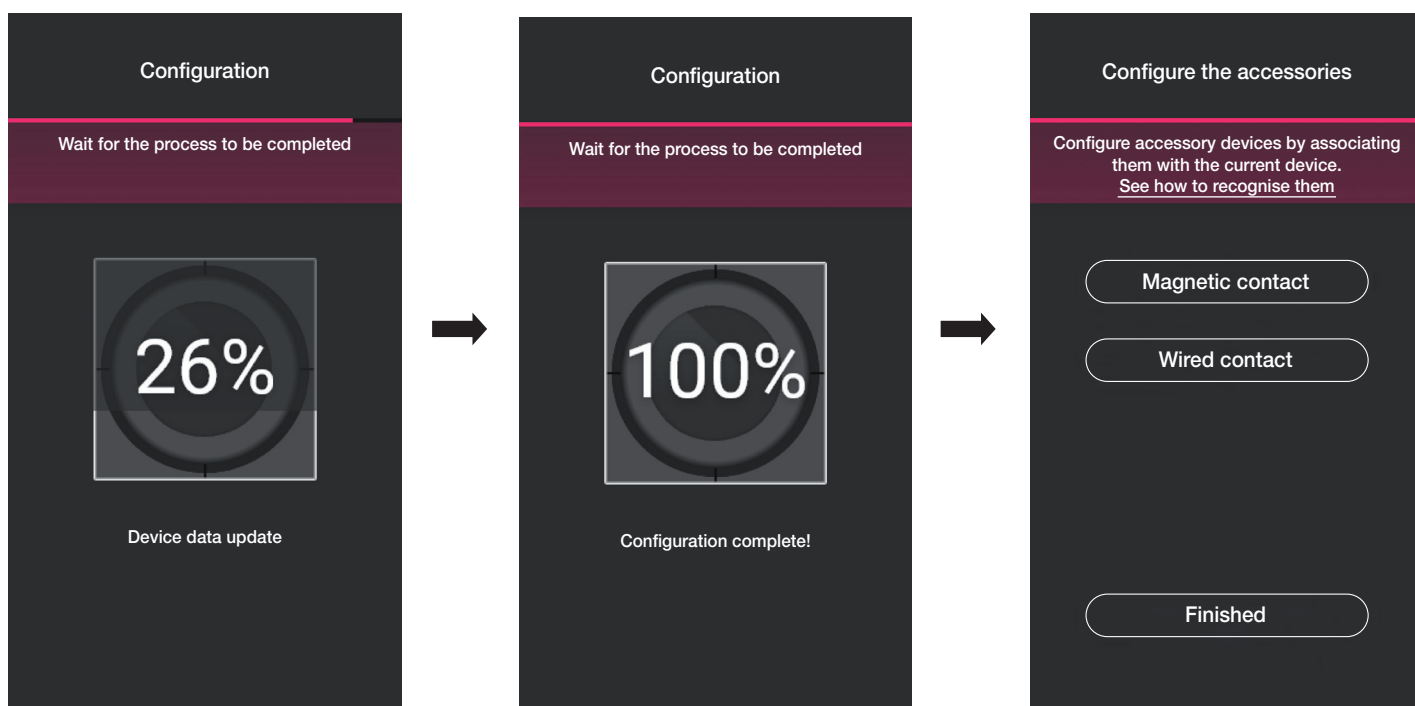 Configuration
Wait for the process to be completed
26%
Device data update
Configuration
Wait for the process to be completed
100%
Configuration complete!
Configure the accessories
Configure accessory devices by associating
them with the current device.
See how to recognise them
Magnetic contact
Wired contact
Finished